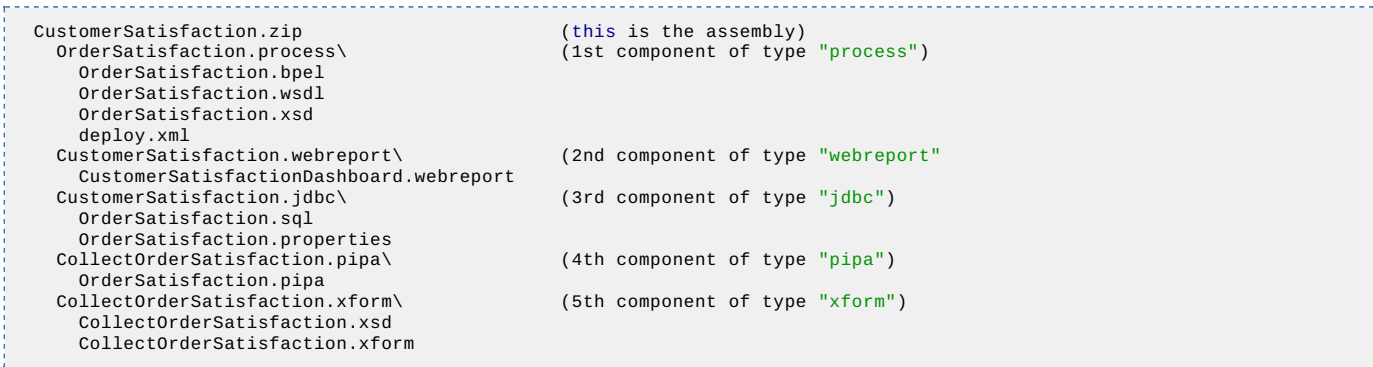 CustomerSatisfaction.zip (this is the assembly)
OrderSatisfaction.process\ (1st component of type "process")
OrderSatisfaction.bpel
OrderSatisfaction.wsdl
OrderSatisfaction.xsd
deploy.xml
CustomerSatisfaction.webreport\ (2nd component of type "webreport"
CustomerSatisfactionDashboard.webreport
CustomerSatisfaction.jdbc\ (3rd component of type "jdbc")
OrderSatisfaction.sql
OrderSatisfaction.properties
CollectOrderSatisfaction.pipa\ (4th component of type "pipa")
OrderSatisfaction.pipa
CollectOrderSatisfaction.xform\ (5th component of type "xform")
CollectOrderSatisfaction.xsd
CollectOrderSatisfaction.xform